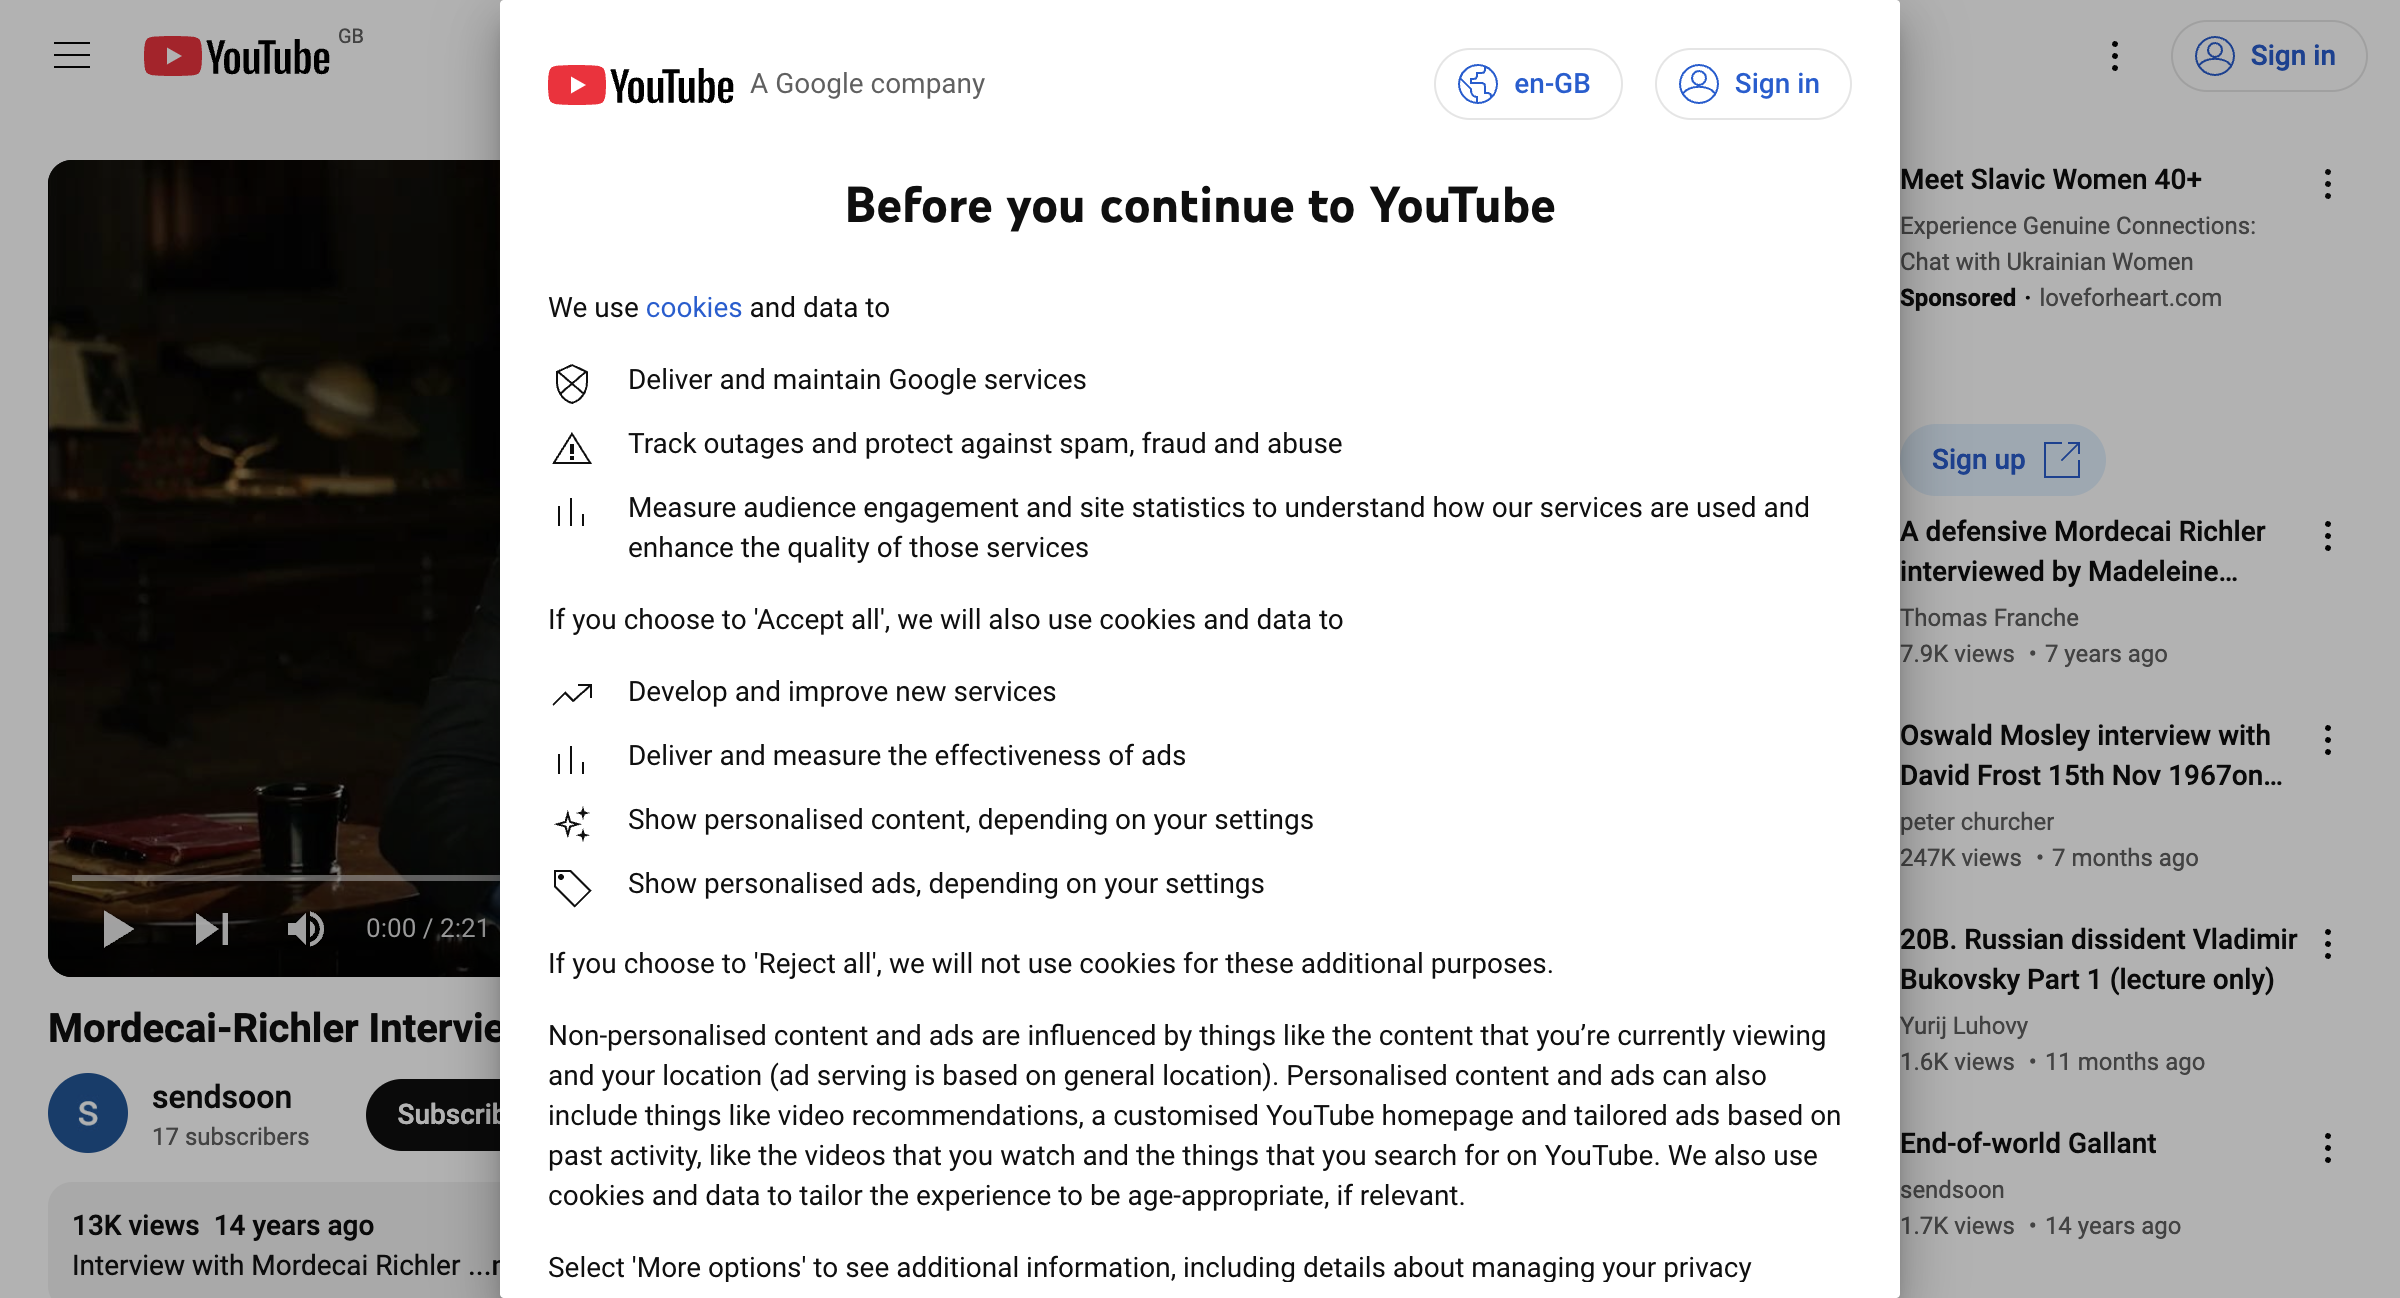 YouTube GB
Sign in
YouTube A Google company
en-GB
Sign in
Before you continue to YouTube
We use cookies and data to
Deliver and maintain Google services
Track outages and protect against spam, fraud and abuse
Measure audience engagement and site statistics to understand how our services are used and
enhance the quality of those services
If you choose to 'Accept all', we will also use cookies and data to
Develop and improve new services
Deliver and measure the effectiveness of ads
Show personalised content, depending on your settings
Show personalised ads, depending on your settings
If you choose to 'Reject all', we will not use cookies for these additional purposes.
Non-personalised content and ads are influenced by things like the content that you’re currently viewing
and your location (ad serving is based on general location). Personalised content and ads can also
include things like video recommendations, a customised YouTube homepage and tailored ads based on
past activity, like the videos that you watch and the things that you search for on YouTube. We also use
cookies and data to tailor the experience to be age-appropriate, if relevant.
Select 'More options' to see additional information, including details about managing your privacy
0:00 / 2:21
Mordecai-Richler Intervie
S
sendsoon
17 subscribers
Subscrib
13K views 14 years ago
Interview with Mordecai Richler ...
Meet Slavic Women 40+
Experience Genuine Connections:
Chat with Ukrainian Women
Sponsored · loveforheart.com
Sign up
A defensive Mordecai Richler
interviewed by Madeleine...
Thomas Franche
7.9K views • 7 years ago
Oswald Mosley interview with
David Frost 15th Nov 1967on...
peter churcher
247K views • 7 months ago
20B. Russian dissident Vladimir
Bukovsky Part 1 (lecture only)
Yurij Luhovy
1.6K views • 11 months ago
End-of-world Gallant
sendsoon
1.7K views • 14 years ago